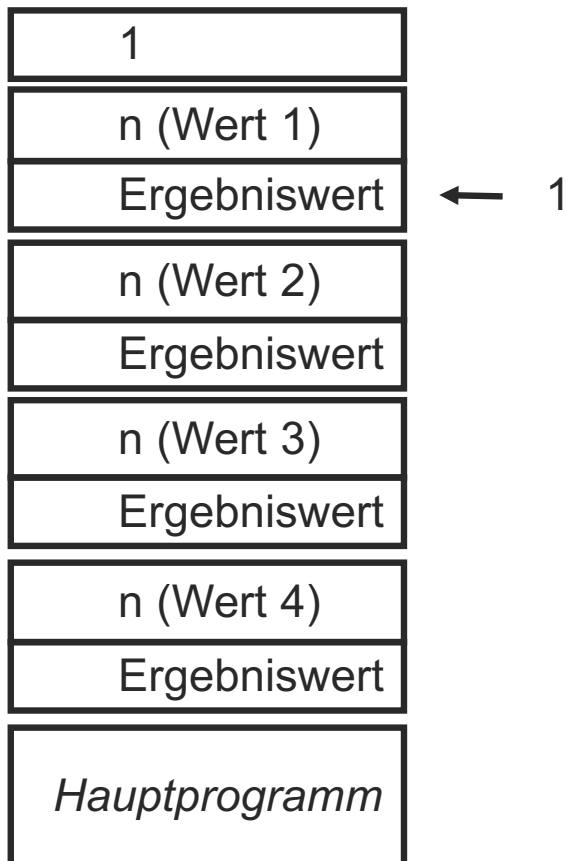 1
n (Wert 1)
Ergebniswert
1
n (Wert 2)
Ergebniswert
n (Wert 3)
Ergebniswert
n (Wert 4)
Ergebniswert
Hauptprogramm